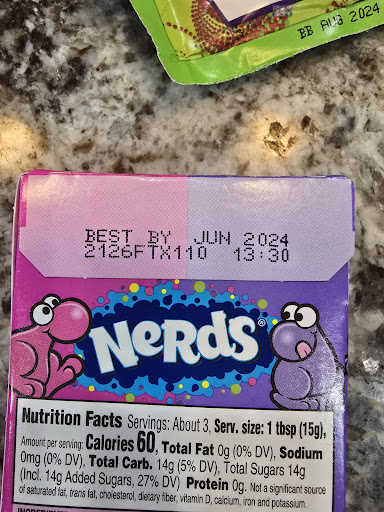 BB AUG 2024
BEST BY JUN 2024
2126FTX110 13:30
NeRdS®
Nutrition Facts Servings: About 3, Serv. size: 1 tbsp (15g),
Amount per serving: Calories 60, Total Fat 0g (0% DV), Sodium
0mg (0% DV), Total Carb. 14g (5% DV), Total Sugars 14g
(Incl. 14g Added Sugars, 27% DV) Protein 0g. Not a significant source
of saturated fat, trans fat, cholesterol, dietary fiber, vitamin D, calcium, iron and potassium.